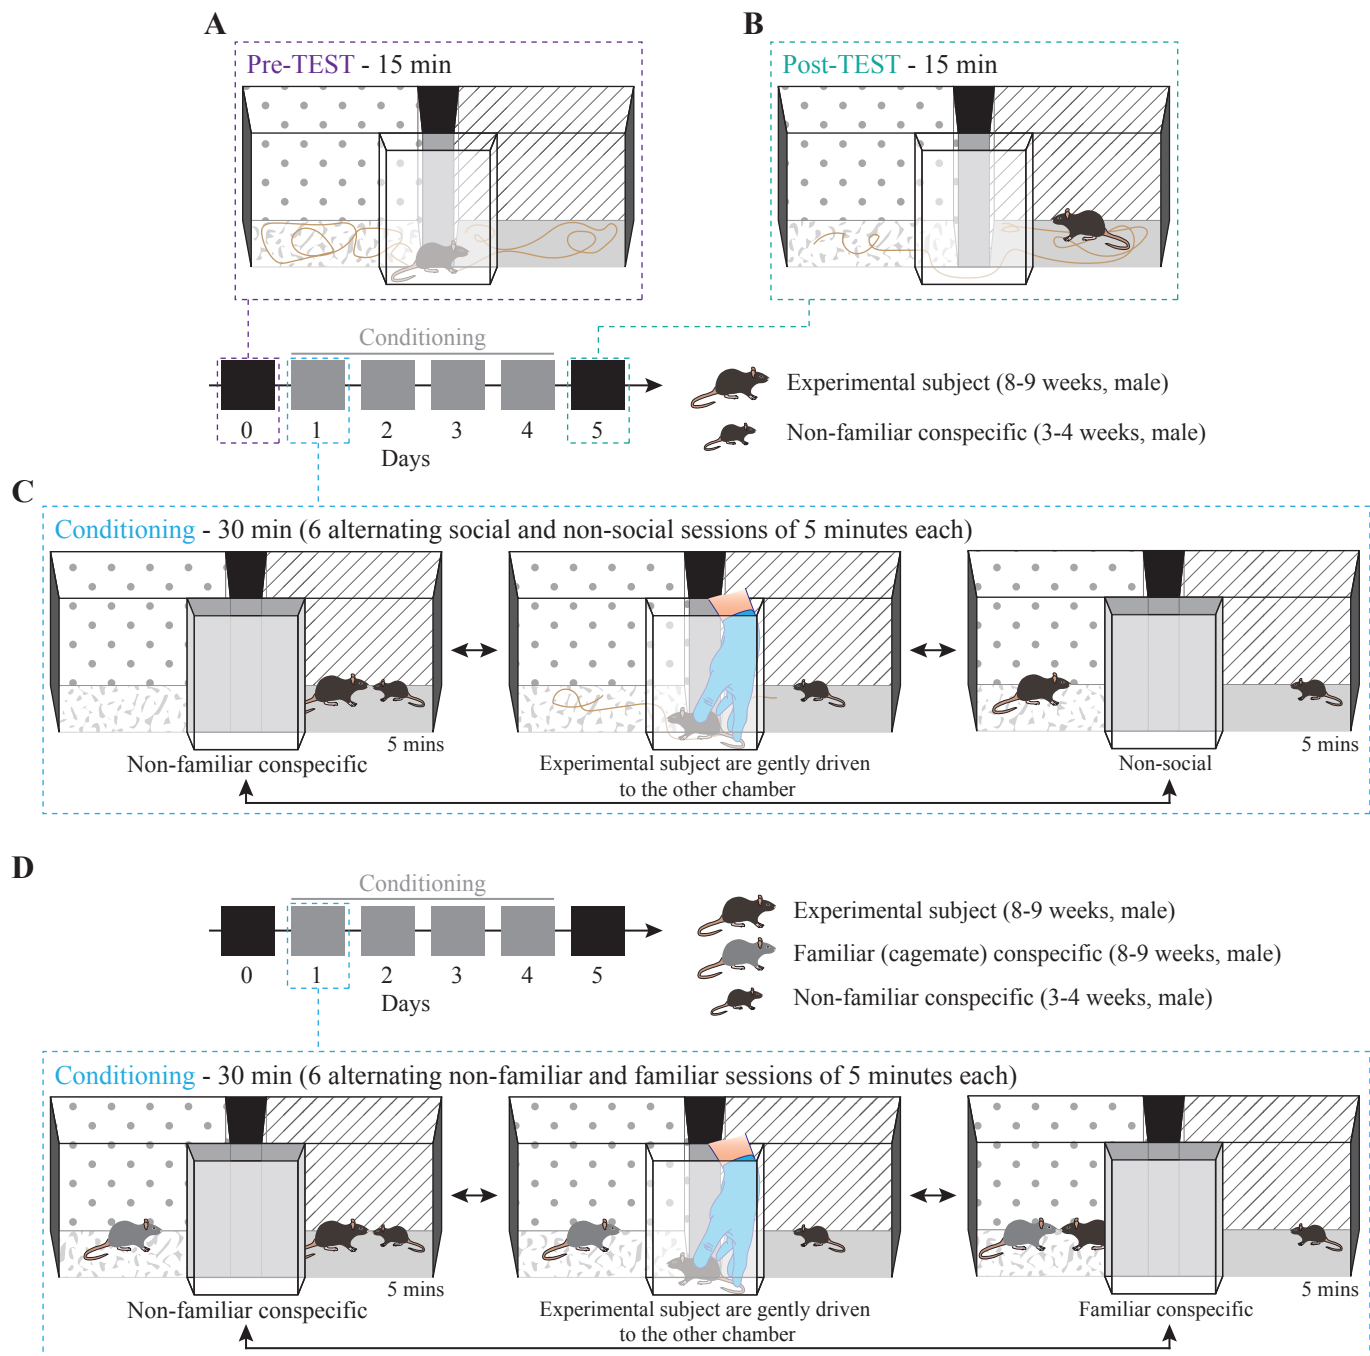 A
Pre-TEST - 15 min
B
Post-TEST - 15 min
Conditioning
0 1 2 3 4 5
Days
Experimental subject (8-9 weeks, male)
Non-familiar conspecific (3-4 weeks, male)
C
Conditioning - 30 min (6 alternating social and non-social sessions of 5 minutes each)
5 mins
Non-familiar conspecific
Experimental subject are gently driven
to the other chamber
5 mins
Non-social
D
Conditioning
0 1 2 3 4 5
Days
Experimental subject (8-9 weeks, male)
Familiar (cagemate) conspecific (8-9 weeks, male)
Non-familiar conspecific (3-4 weeks, male)
Conditioning - 30 min (6 alternating non-familiar and familiar sessions of 5 minutes each)
5 mins
Non-familiar conspecific
Experimental subject are gently driven
to the other chamber
5 mins
Familiar conspecific